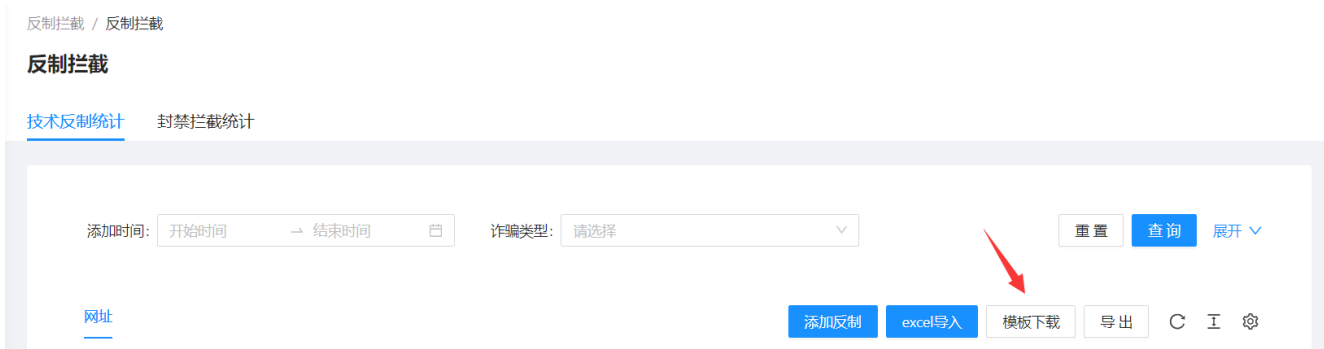 反制拦截 / 反制拦截
反制拦截
技术反制统计 封禁拦截统计
添加时间: 开始时间 → 结束时间 诈骗类型: 请选择 重 置 查 询 展开
网址 添加反制 excel导入 模板下载 导 出